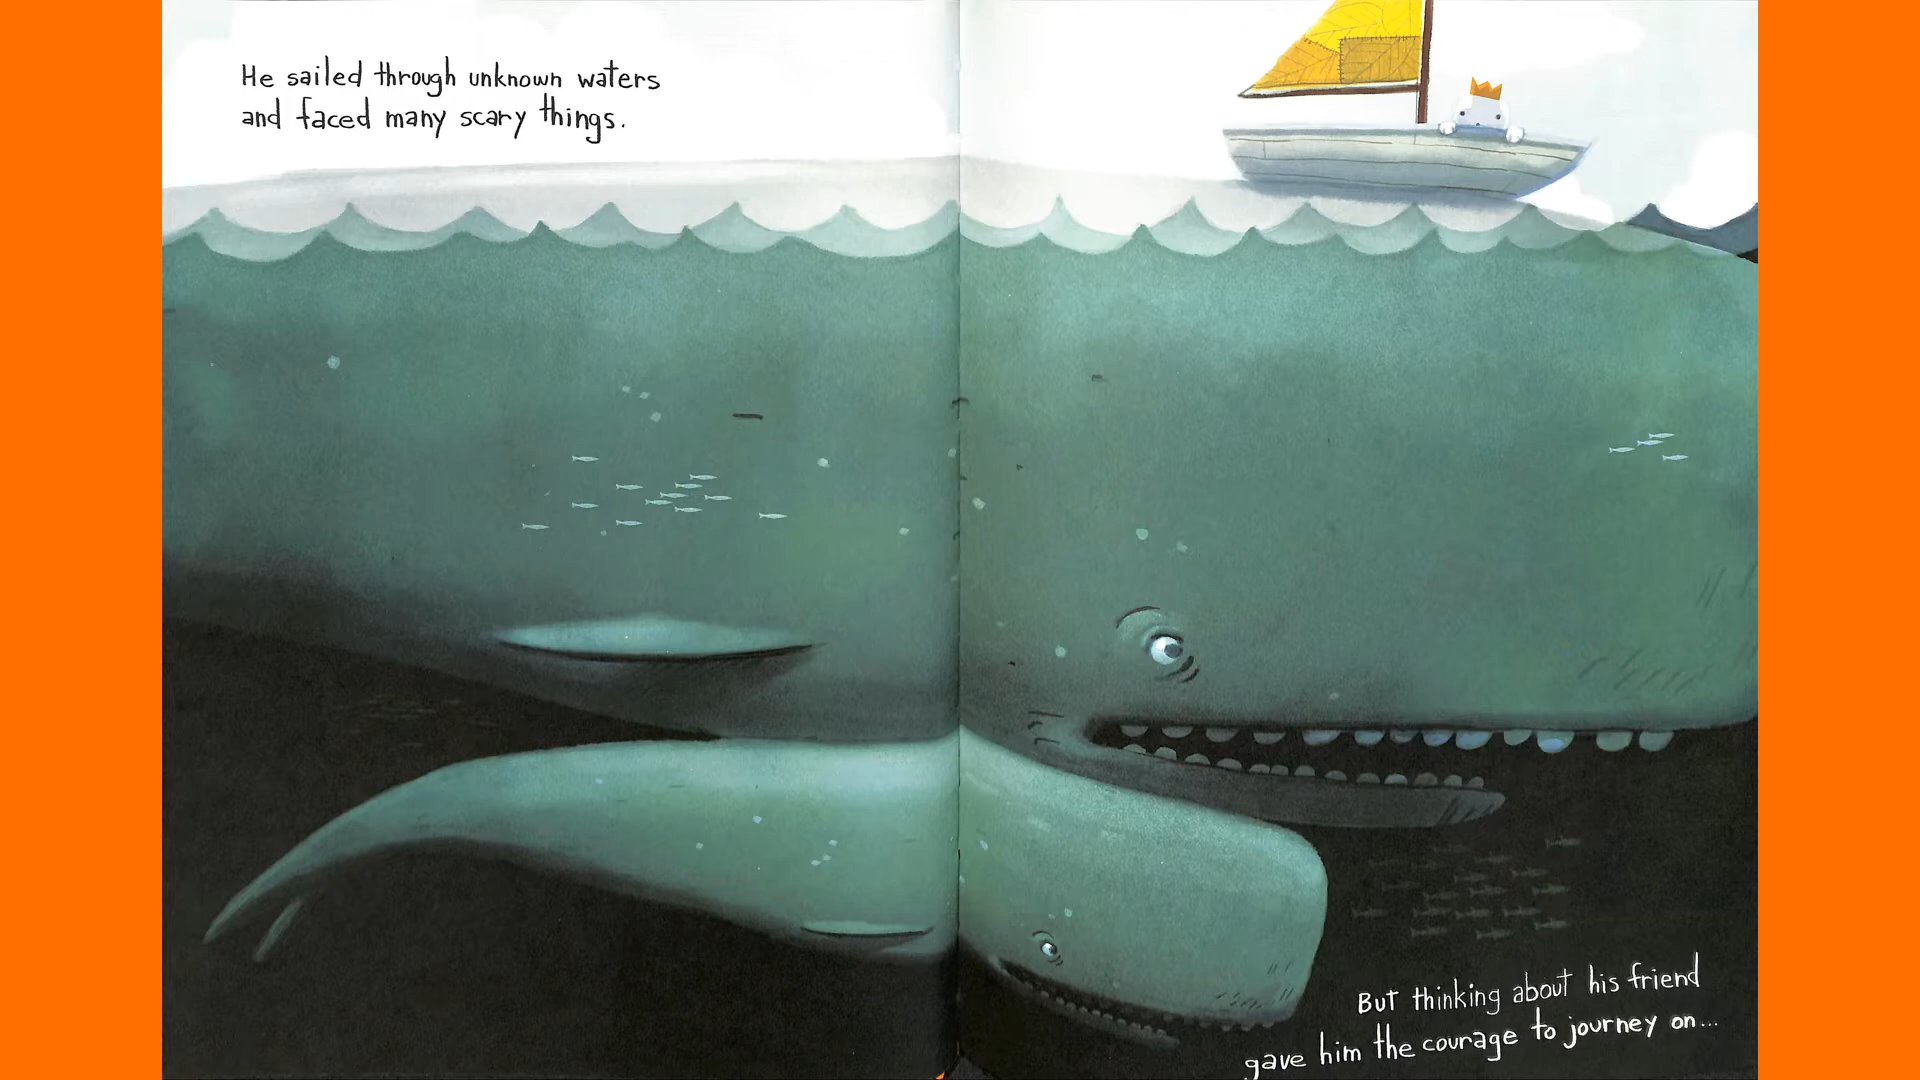 He sailed through unknown waters
and faced many scary things.
But thinking about his friend
gave him the courage to journey on...